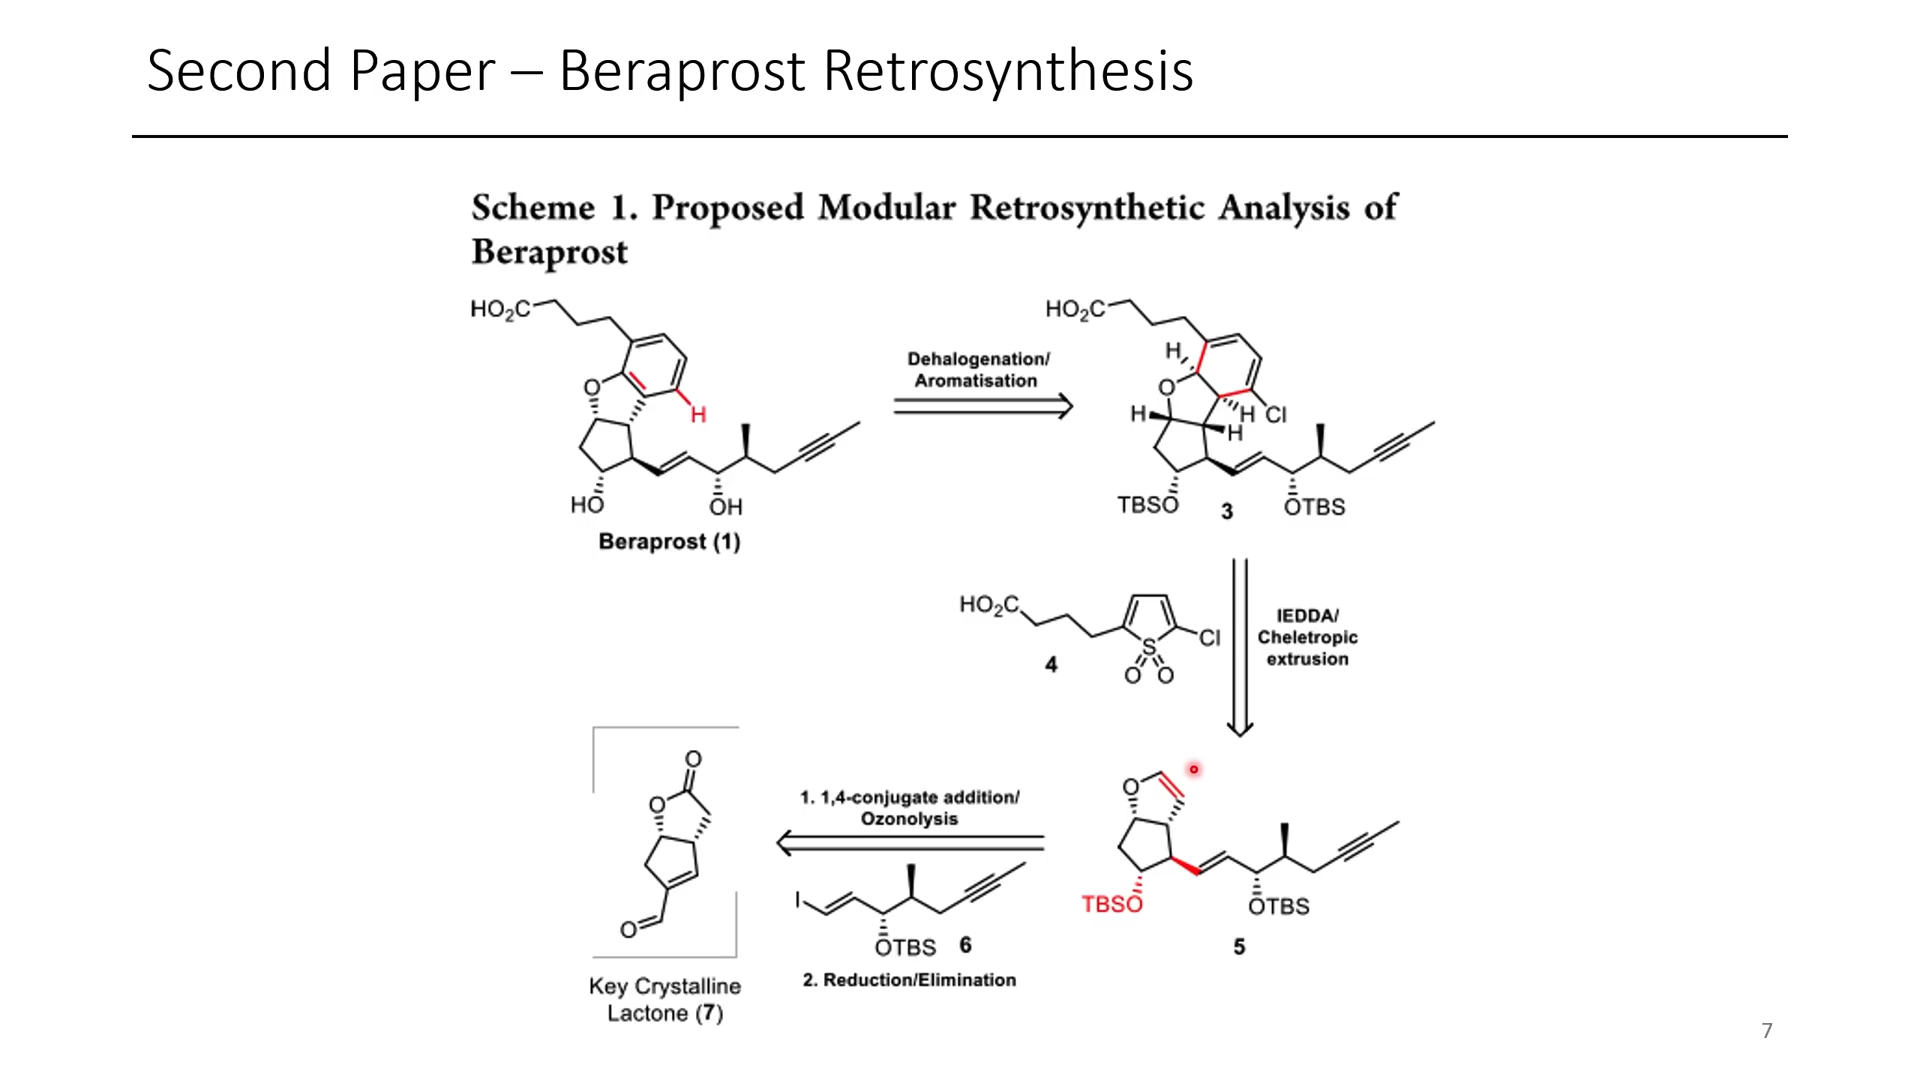 Second Paper – Beraprost Retrosynthesis
Scheme 1. Proposed Modular Retrosynthetic Analysis of
Beraprost
HO₂C
O
H
HO
OH
Beraprost (1)
Dehalogenation/
Aromatisation
HO₂C
H
O
H
H
Cl
H
TBSO
3
OTBS
HO₂C
Cl
S
O O
4
IEDDA/
Cheletropic
extrusion
O
O
O
Key Crystalline
Lactone (7)
1. 1,4-conjugate addition/
Ozonolysis
I
OTBS
6
2. Reduction/Elimination
O
TBSO
OTBS
5
7